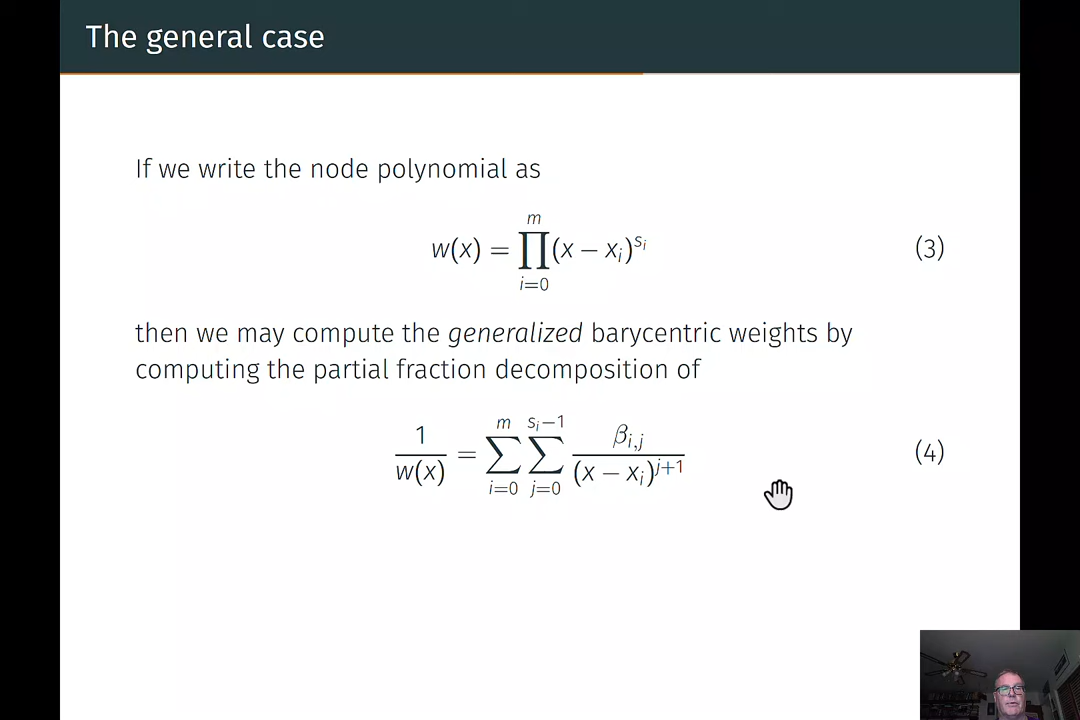 The general case
If we write the node polynomial as
w(x) = ∏_{i=0}^{m} (x − x_i)^{s_i} (3)
then we may compute the generalized barycentric weights by
computing the partial fraction decomposition of
1/w(x) = ∑_{i=0}^{m} ∑_{j=0}^{s_i−1} β_{i,j}/(x − x_i)^{j+1} (4)